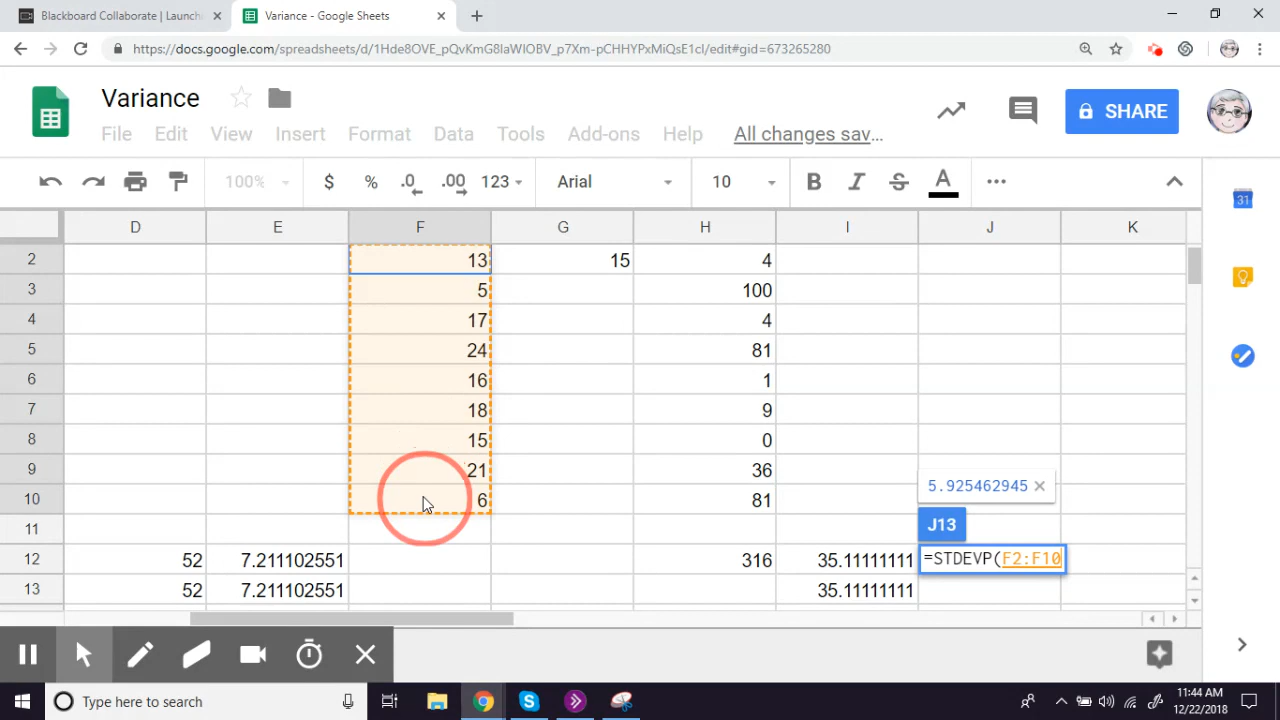 Blackboard Collaborate | Launch
Variance - Google Sheets
https://docs.google.com/spreadsheets/d/1Hde8OVE_pQvKmG8laWIOBV_p7Xm-pCHHYPxMiQsE1cI/edit#gid=673265280
Variance
File Edit View Insert Format Data Tools Add-ons Help All changes sav...
SHARE
100% $ % .0 .00 123 Arial 10 B I S A
31
D E F G H I J K
2 13 15 4
3 5 100
4 17 4
5 24 81
6 16 1
7 18 9
8 15 0
9 21 36
10 6 81
5.925462945
11
J13
12 52 7.211102551 316 35.11111111 =STDEVP(F2:F10
13 52 7.211102551 35.11111111
Type here to search
11:44 AM
12/22/2018